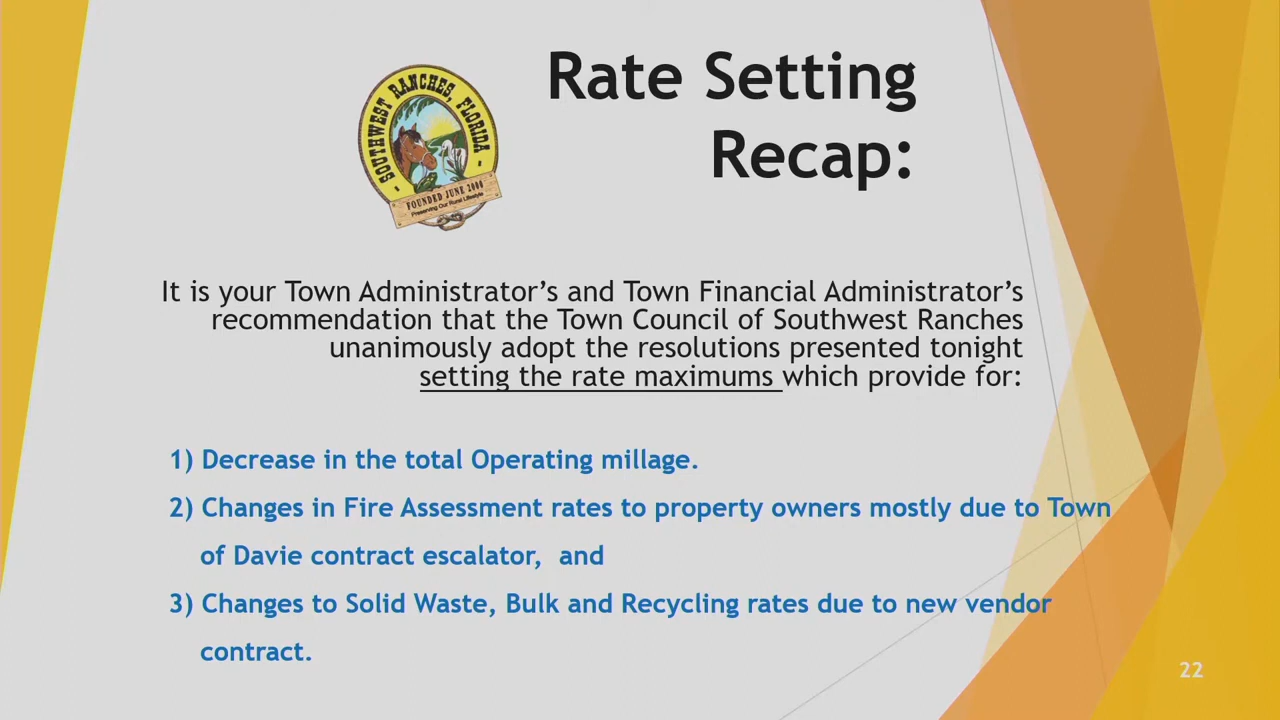 Rate Setting
Recap:
SOUTHWEST RANCHES, FLORIDA
FOUNDED JUNE 2000
Preserving Our Rural Lifestyle
It is your Town Administrator’s and Town Financial Administrator’s
recommendation that the Town Council of Southwest Ranches
unanimously adopt the resolutions presented tonight
setting the rate maximums which provide for:
1) Decrease in the total Operating millage.
2) Changes in Fire Assessment rates to property owners mostly due to Town
of Davie contract escalator, and
3) Changes to Solid Waste, Bulk and Recycling rates due to new vendor
contract.
22